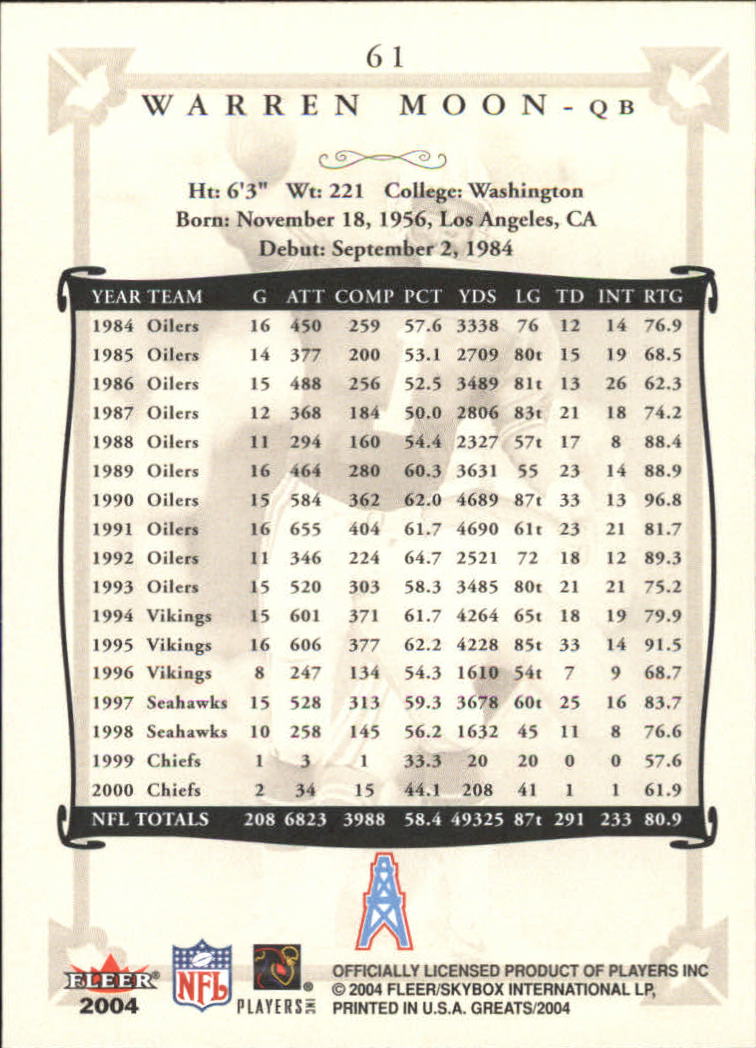 61
WARREN MOON - QB
Ht: 6'3" Wt: 221 College: Washington
Born: November 18, 1956, Los Angeles, CA
Debut: September 2, 1984
YEAR TEAM G ATT COMP PCT YDS LG TD INT RTG
1984 Oilers 16 450 259 57.6 3338 76 12 14 76.9
1985 Oilers 14 377 200 53.1 2709 80t 15 19 68.5
1986 Oilers 15 488 256 52.5 3489 81t 13 26 62.3
1987 Oilers 12 368 184 50.0 2806 83t 21 18 74.2
1988 Oilers 11 294 160 54.4 2327 57t 17 8 88.4
1989 Oilers 16 464 280 60.3 3631 55 23 14 88.9
1990 Oilers 15 584 362 62.0 4689 87t 33 13 96.8
1991 Oilers 16 655 404 61.7 4690 61t 23 21 81.7
1992 Oilers 11 346 224 64.7 2521 72 18 12 89.3
1993 Oilers 15 520 303 58.3 3485 80t 21 21 75.2
1994 Vikings 15 601 371 61.7 4264 65t 18 19 79.9
1995 Vikings 16 606 377 62.2 4228 85t 33 14 91.5
1996 Vikings 8 247 134 54.3 1610 54t 7 9 68.7
1997 Seahawks 15 528 313 59.3 3678 60t 25 16 83.7
1998 Seahawks 10 258 145 56.2 1632 45 11 8 76.6
1999 Chiefs 1 3 1 33.3 20 20 0 0 57.6
2000 Chiefs 2 34 15 44.1 208 41 1 1 61.9
NFL TOTALS 208 6823 3988 58.4 49325 87t 291 233 80.9
FLEER®
2004
NFL
PLAYERS INC ®
OFFICIALLY LICENSED PRODUCT OF PLAYERS INC
© 2004 FLEER/SKYBOX INTERNATIONAL LP,
PRINTED IN U.S.A. GREATS/2004